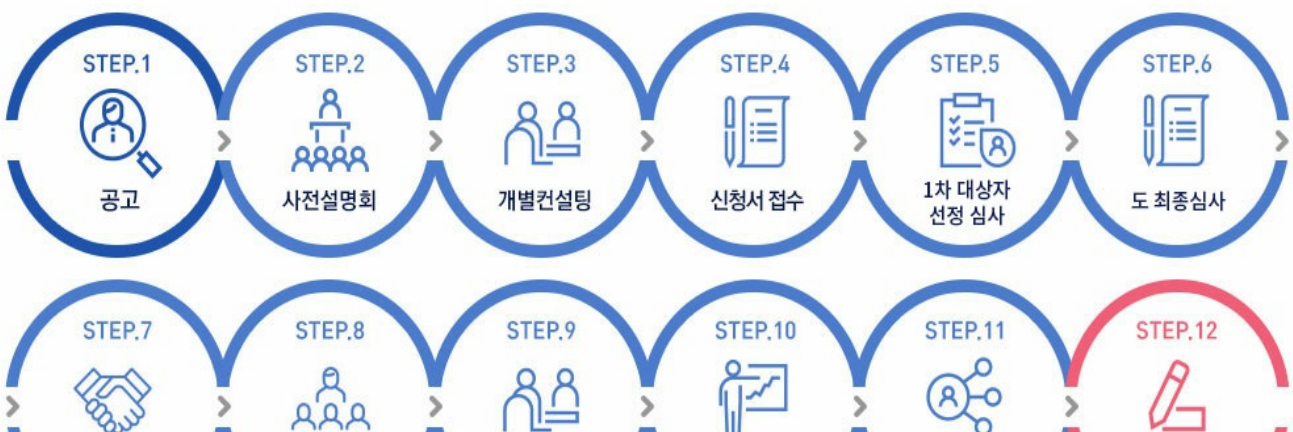 STEP.1
STEP.2
STEP.3
STEP.4
STEP.5
STEP.6
공고
사전설명회
개별컨설팅
신청서 접수
1차 대상자
선정 심사
도 최종심사
STEP.7
STEP.8
STEP.9
STEP.10
STEP.11
STEP.12